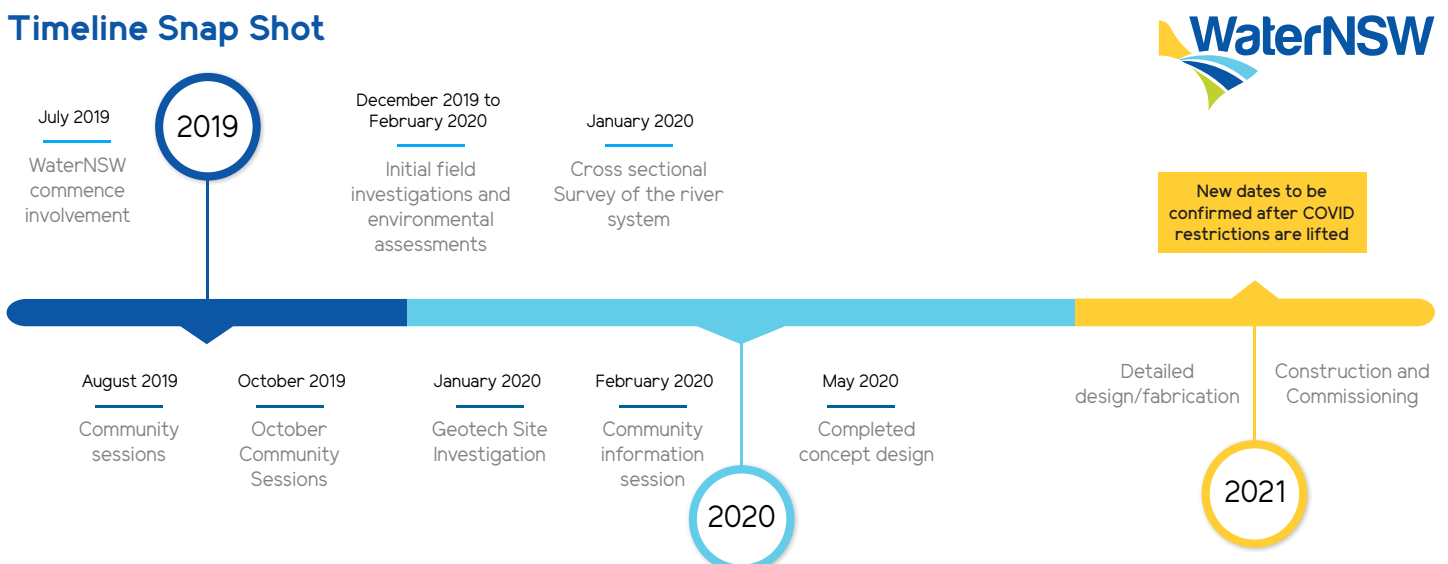 Timeline Snap Shot
WaterNSW
July 2019
WaterNSW
commence
involvement
2019
December 2019 to
February 2020
Initial field
investigations and
environmental
assessments
January 2020
Cross sectional
Survey of the river
system
New dates to be
confirmed after COVID
restrictions are lifted
August 2019
Community
sessions
October 2019
October
Community
Sessions
January 2020
Geotech Site
Investigation
February 2020
Community
information
session
2020
May 2020
Completed
concept design
Detailed
design/fabrication
Construction and
Commissioning
2021